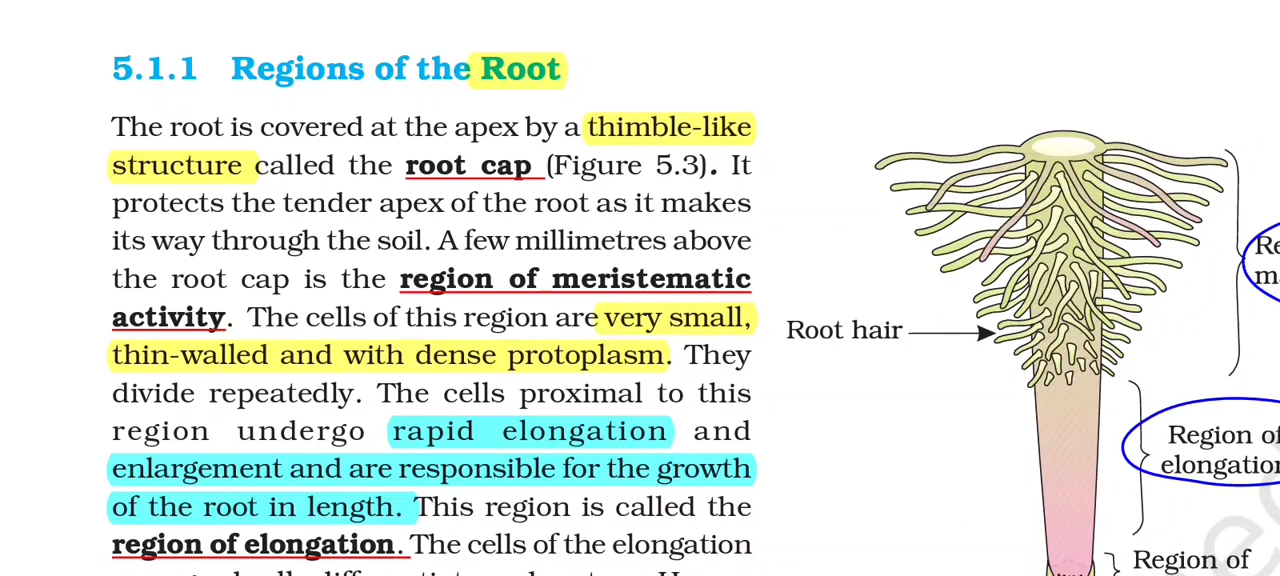 5.1.1 Regions of the Root
The root is covered at the apex by a thimble-like
structure called the root cap (Figure 5.3). It
protects the tender apex of the root as it makes
its way through the soil. A few millimetres above
the root cap is the region of meristematic
activity. The cells of this region are very small,
thin-walled and with dense protoplasm. They
divide repeatedly. The cells proximal to this
region undergo rapid elongation and
enlargement and are responsible for the growth
of the root in length. This region is called the
region of elongation. The cells of the elongation
Root hair
Region of
elongation
Region of